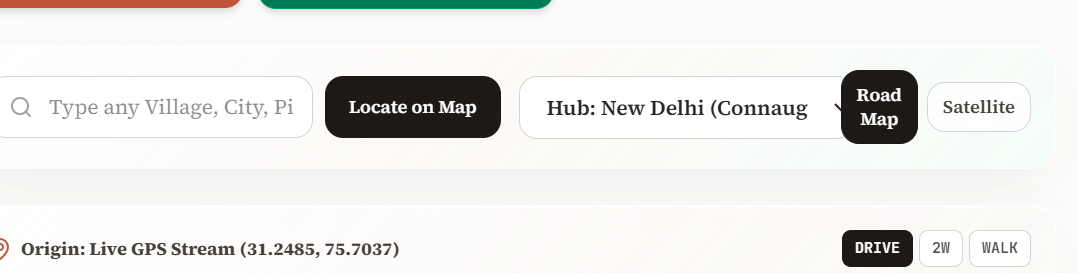 Type any Village, City, Pi
Locate on Map
Hub: New Delhi (Connaug
Road
Map
Satellite
Origin: Live GPS Stream (31.2485, 75.7037)
DRIVE
2W
WALK